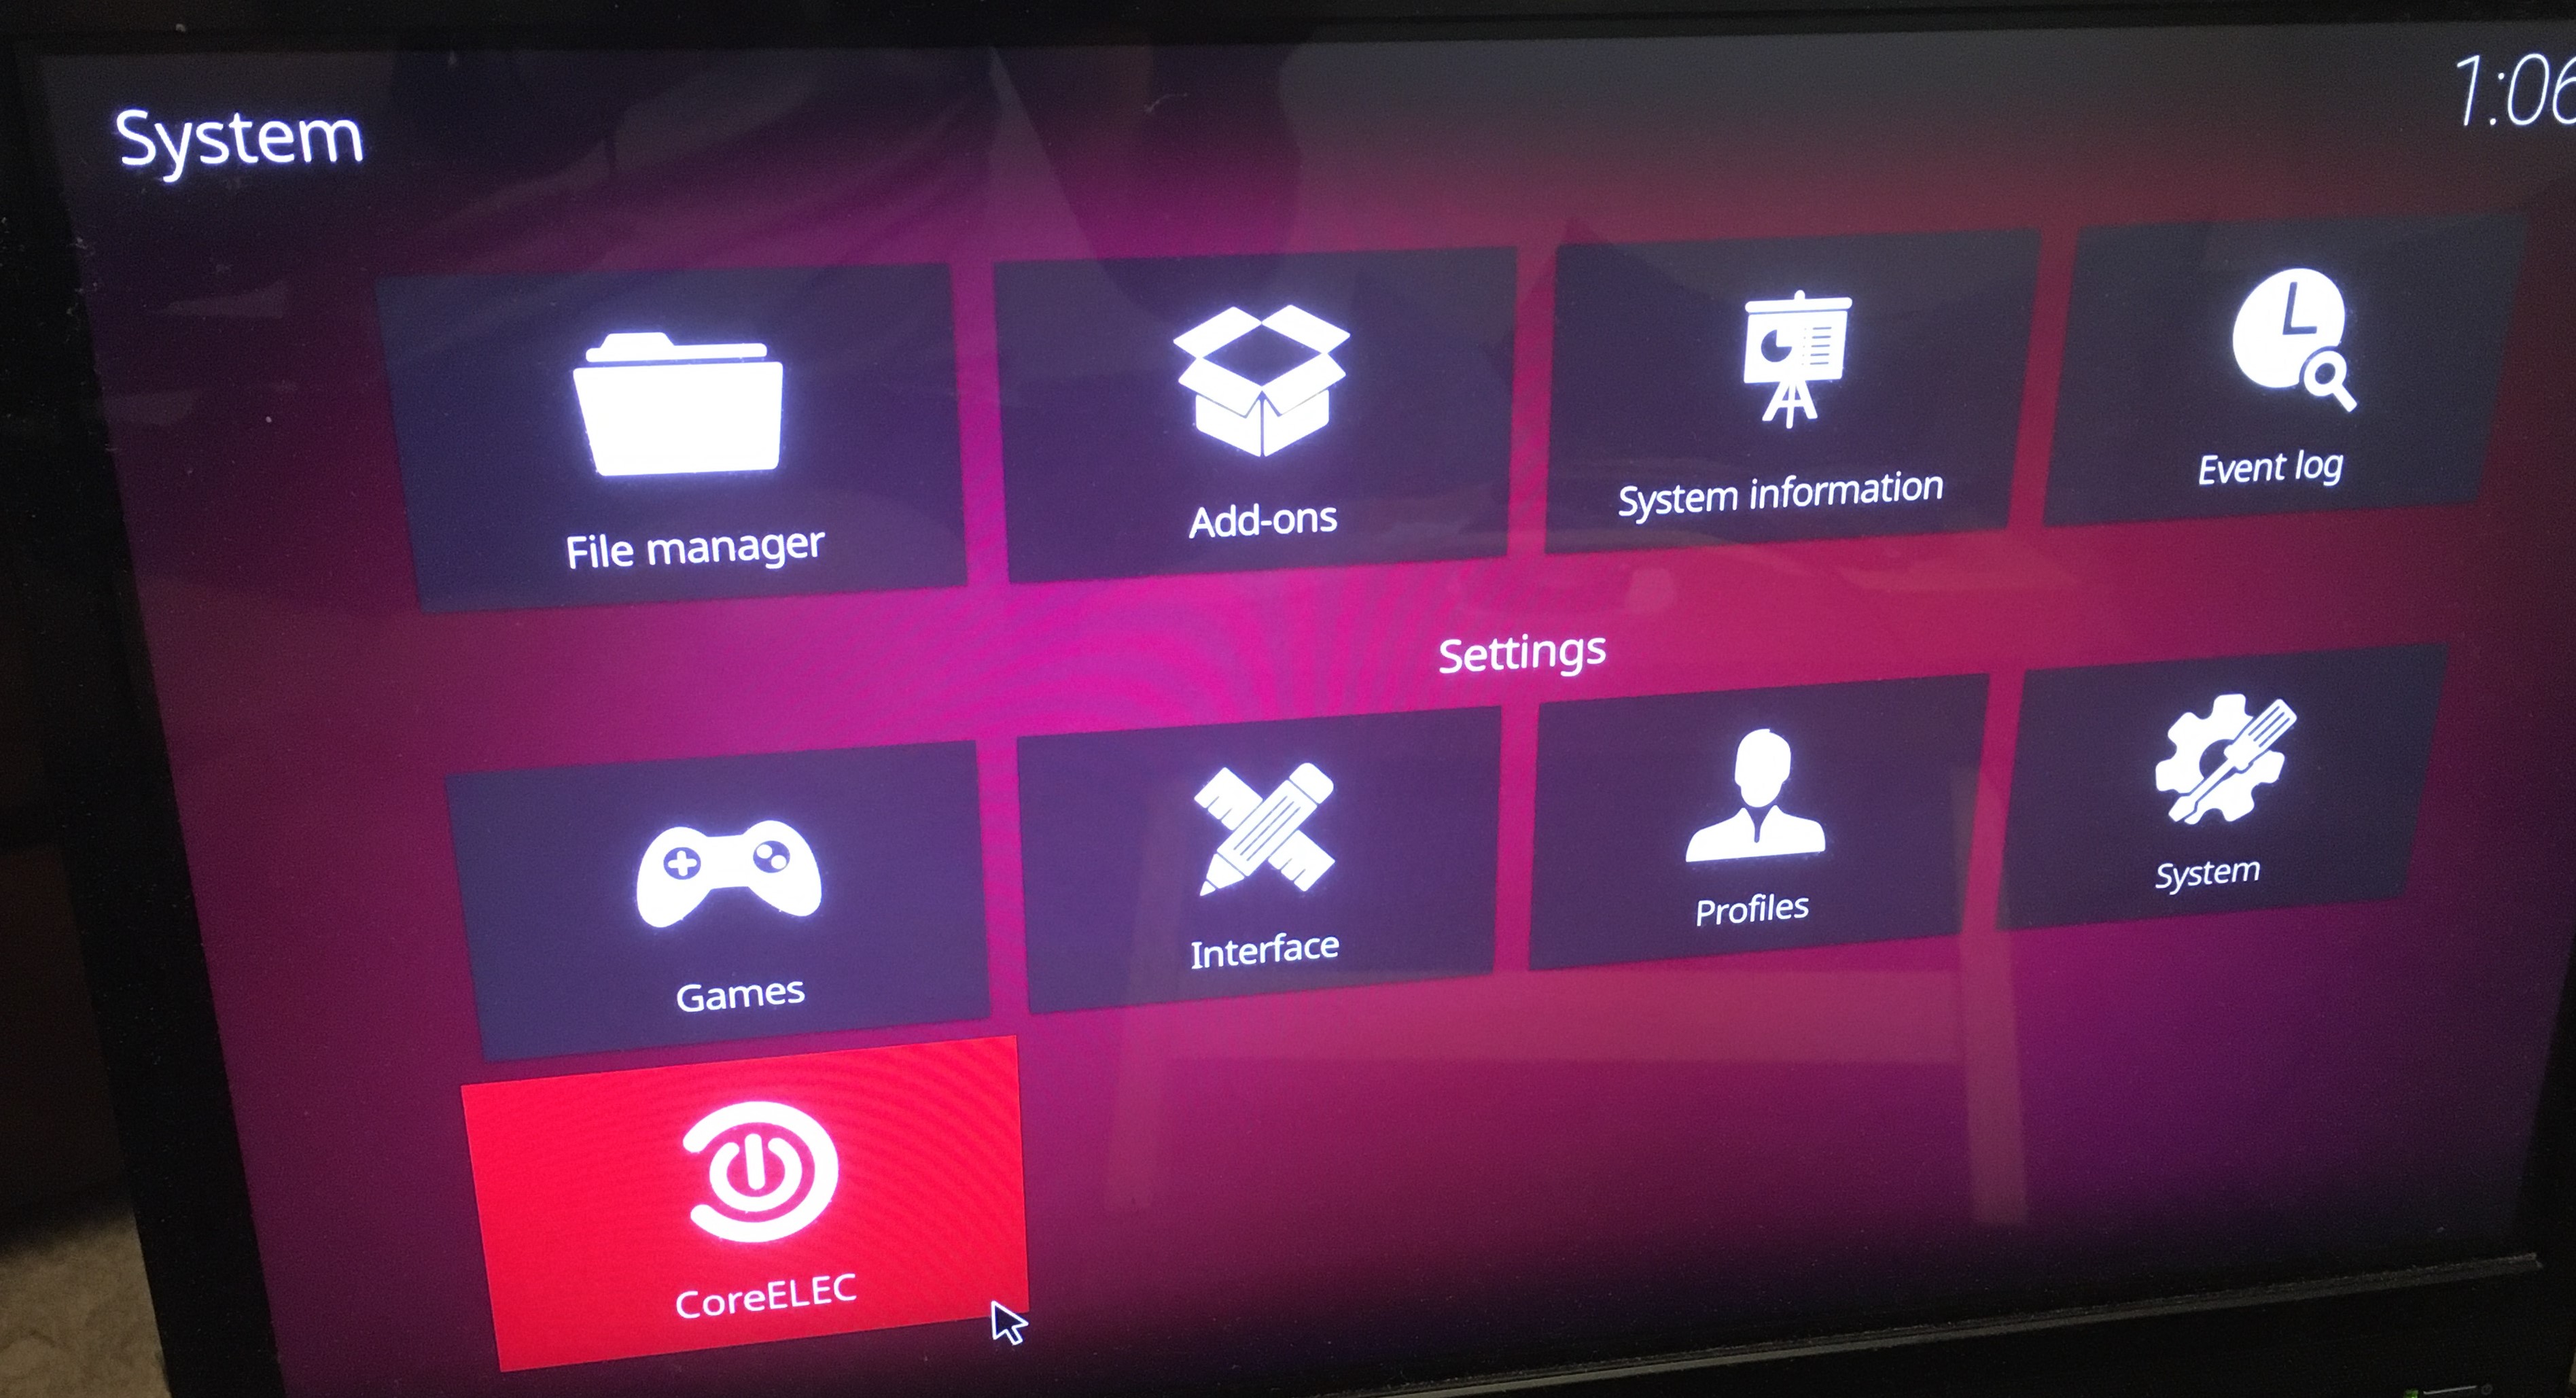 System
1:06
File manager
Add-ons
System information
Event log
Settings
Games
Interface
Profiles
System
CoreELEC